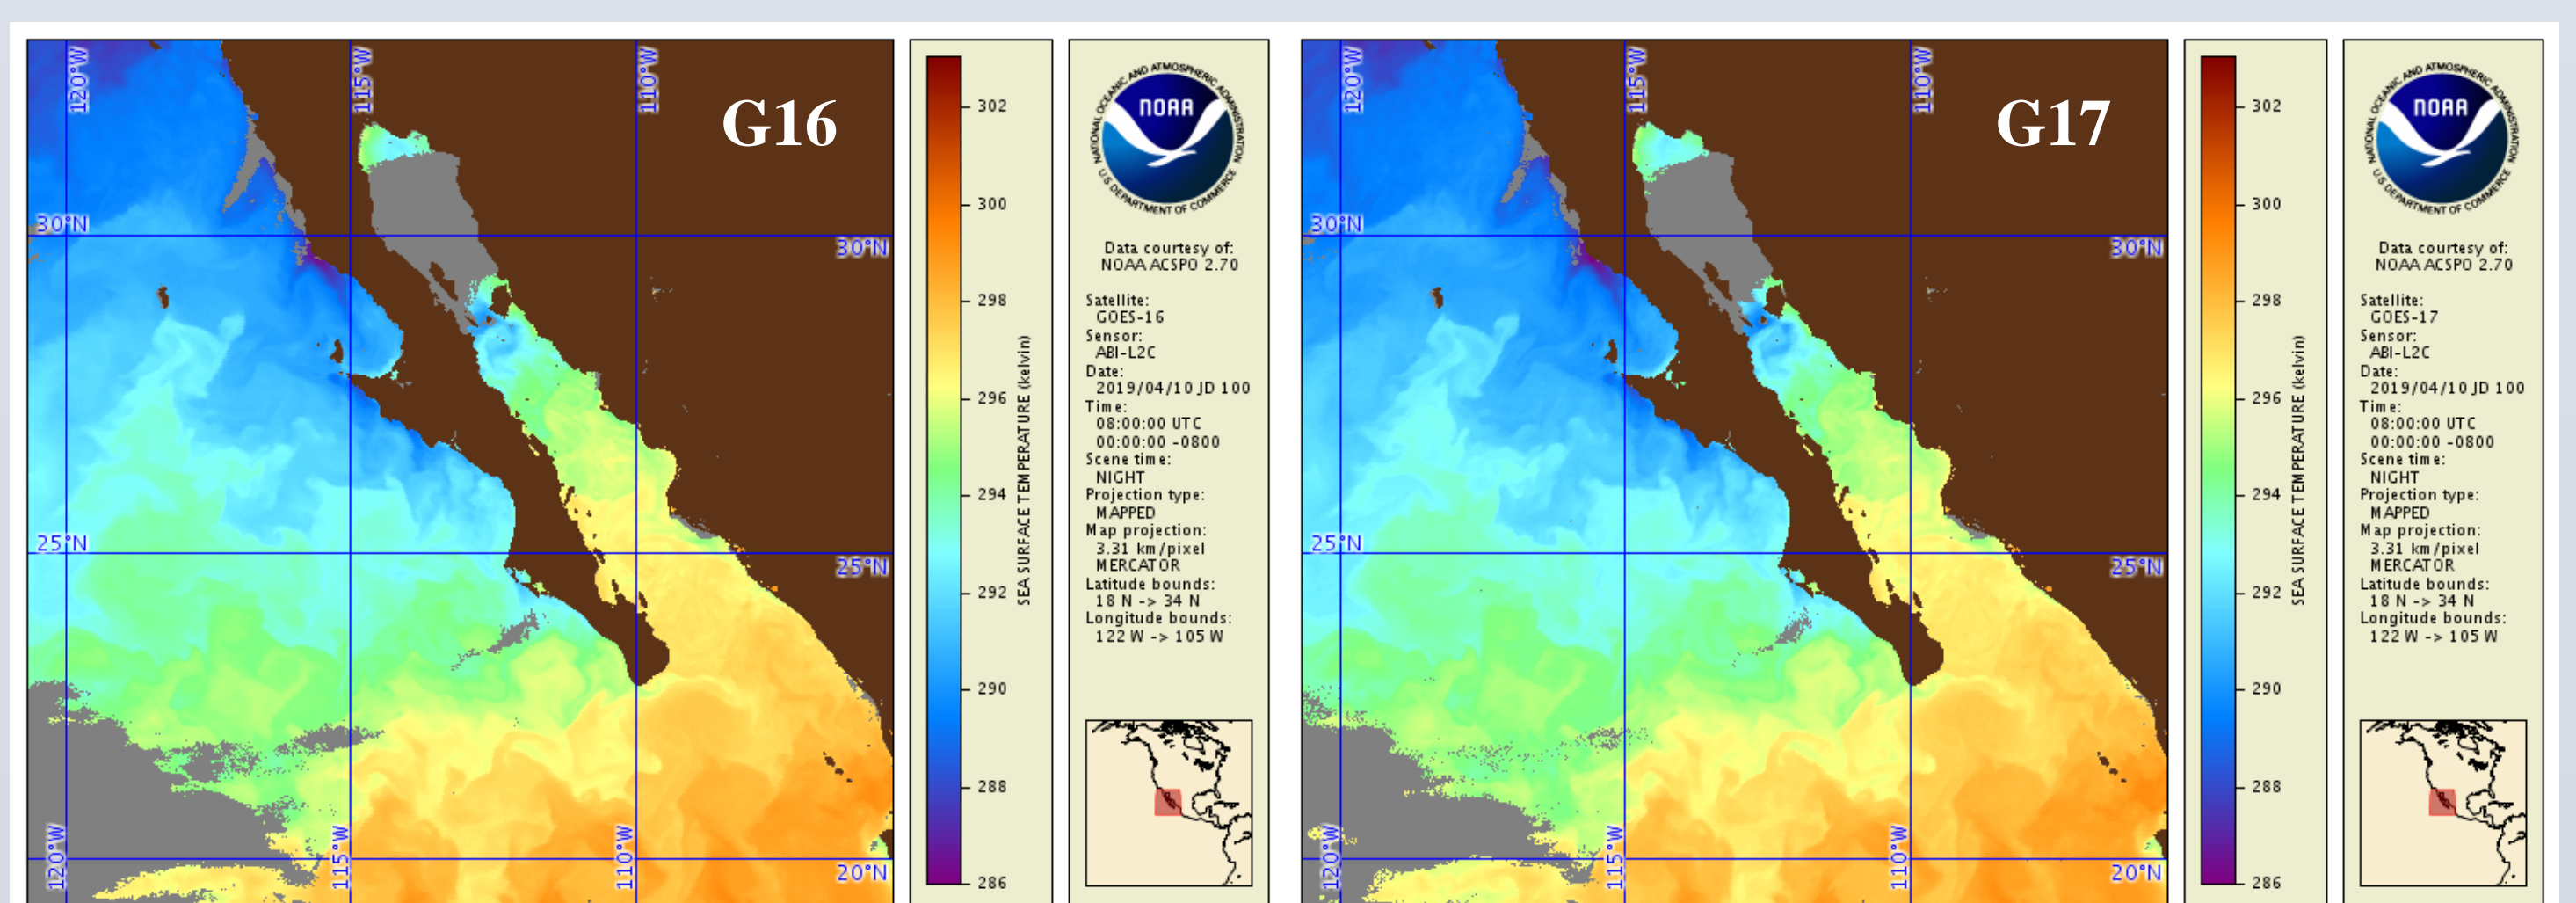 120°W
115°W
110°W
G16
30°N
30°N
25°N
25°N
120°W
115°W
110°W
20°N
302
300
298
296
294
292
290
288
286
SEA SURFACE TEMPERATURE (kelvin)
NATIONAL OCEANIC AND ATMOSPHERIC ADMINISTRATION
NOAA
U.S. DEPARTMENT OF COMMERCE
Data courtesy of:
NOAA ACSPO 2.70
Satellite:
GOES-16
Sensor:
ABI-L2C
Date:
2019/04/10 JD 100
Time:
08:00:00 UTC
00:00:00 -0800
Scene time:
NIGHT
Projection type:
MAPPED
Map projection:
3.31 km/pixel
MERCATOR
Latitude bounds:
18 N -> 34 N
Longitude bounds:
122 W -> 105 W
120°W
115°W
110°W
G17
30°N
30°N
25°N
25°N
120°W
115°W
110°W
20°N
302
300
298
296
294
292
290
288
286
SEA SURFACE TEMPERATURE (kelvin)
NATIONAL OCEANIC AND ATMOSPHERIC ADMINISTRATION
NOAA
U.S. DEPARTMENT OF COMMERCE
Data courtesy of:
NOAA ACSPO 2.70
Satellite:
GOES-17
Sensor:
ABI-L2C
Date:
2019/04/10 JD 100
Time:
08:00:00 UTC
00:00:00 -0800
Scene time:
NIGHT
Projection type:
MAPPED
Map projection:
3.31 km/pixel
MERCATOR
Latitude bounds:
18 N -> 34 N
Longitude bounds:
122 W -> 105 W